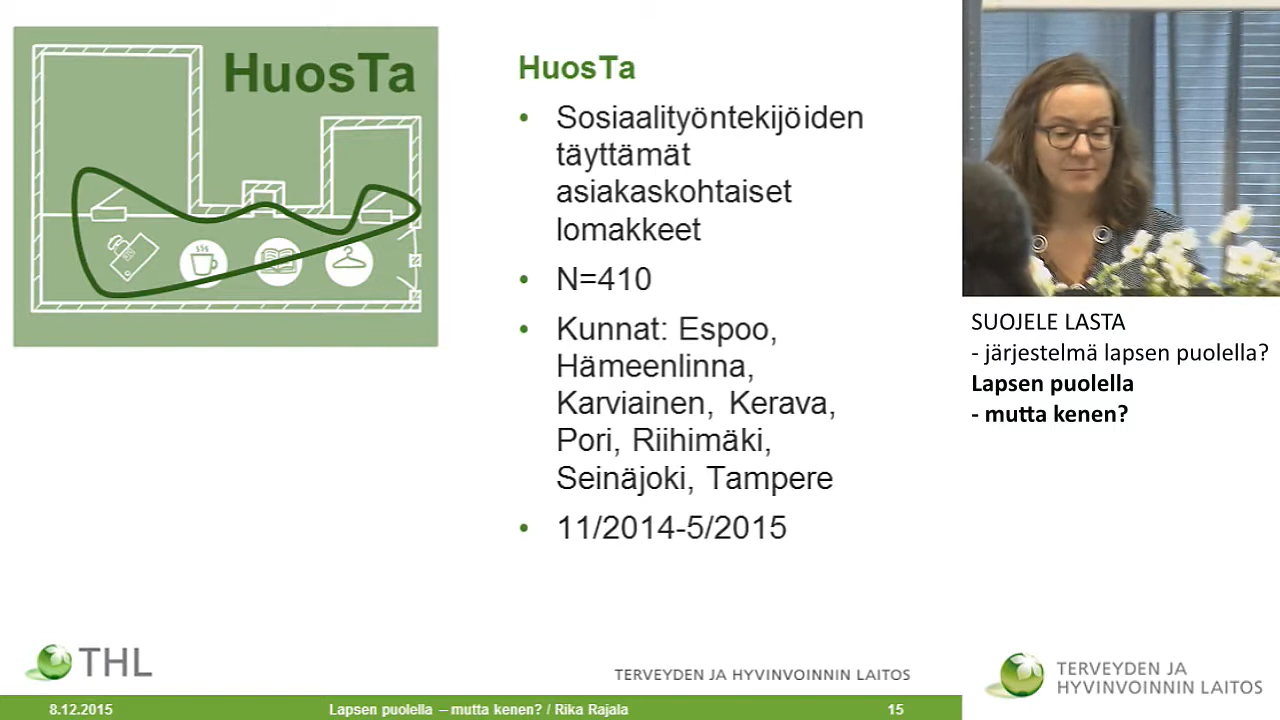 HuosTa
HuosTa
• Sosiaalityöntekijöiden
täyttämät
asiakaskohtaiset
lomakkeet
• N=410
• Kunnat: Espoo,
Hämeenlinna,
Karviainen, Kerava,
Pori, Riihimäki,
Seinäjoki, Tampere
• 11/2014-5/2015
SUOJELE LASTA
- järjestelmä lapsen puolella?
Lapsen puolella
- mutta kenen?
THL
TERVEYDEN JA HYVINVOINNIN LAITOS
TERVEYDEN JA
HYVINVOINNIN LAITOS
8.12.2015
Lapsen puolella – mutta kenen? / Rika Rajala
15